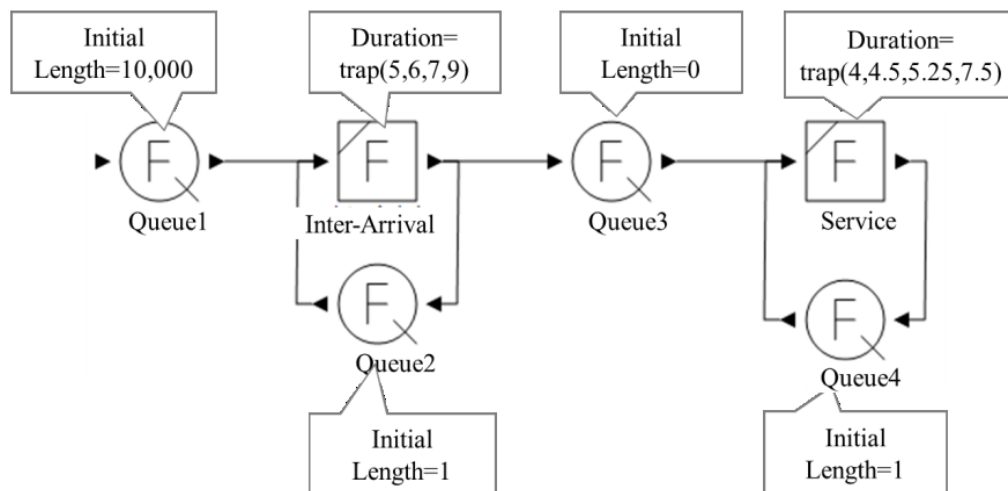 Initial
Length=10,000
Duration=
trap(5,6,7,9)
Initial
Length=0
Duration=
trap(4,4.5,5.25,7.5)
F
F
F
F
Queue1
Inter-Arrival
Queue3
Service
F
F
Queue2
Queue4
Initial
Length=1
Initial
Length=1